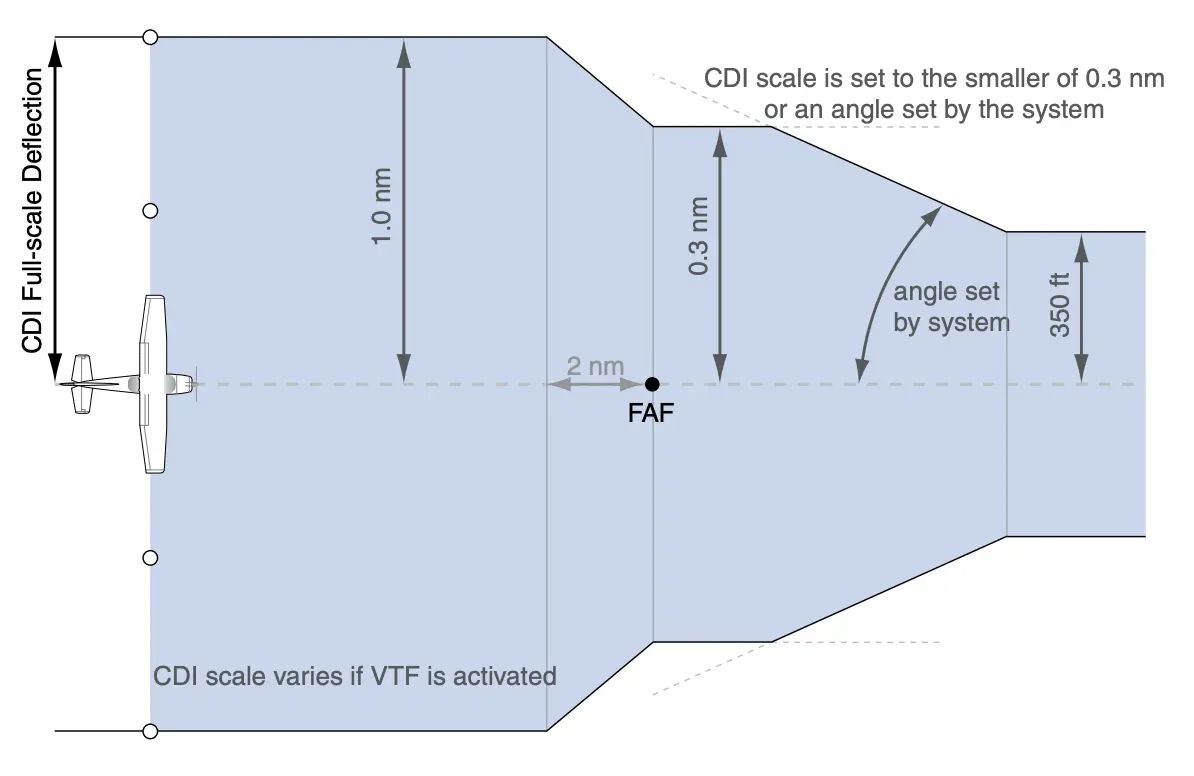 CDI Full-scale Deflection
1.0 nm
CDI scale is set to the smaller of 0.3 nm
or an angle set by the system
0.3 nm
angle set
by system
350 ft
2 nm
FAF
CDI scale varies if VTF is activated